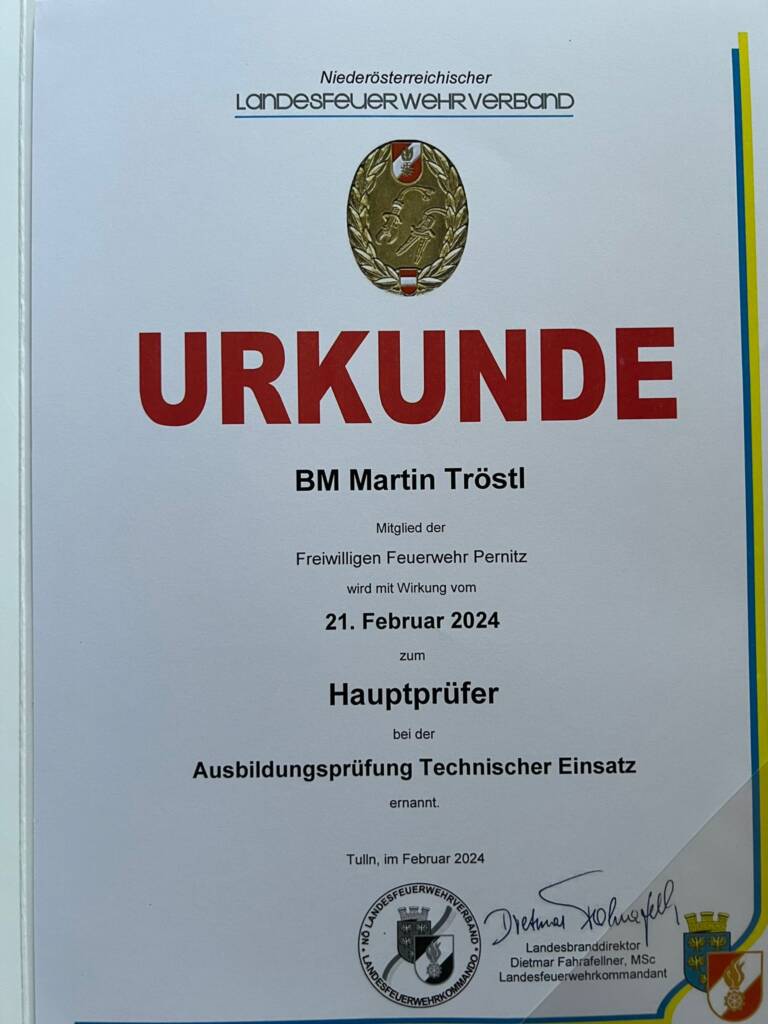 Niederösterreichischer
LANDESFEUERWEHRVERBAND
URKUNDE
BM Martin Tröstl
Mitglied der
Freiwilligen Feuerwehr Pernitz
wird mit Wirkung vom
21. Februar 2024
zum
Hauptprüfer
bei der
Ausbildungsprüfung Technischer Einsatz
ernannt.
Tulln, im Februar 2024
NÖ LANDESFEUERWEHRVERBAND
LANDESFEUERWEHRKOMMANDO
Landesbranddirektor
Dietmar Fahrafellner, MSc
Landesfeuerwehrkommandant